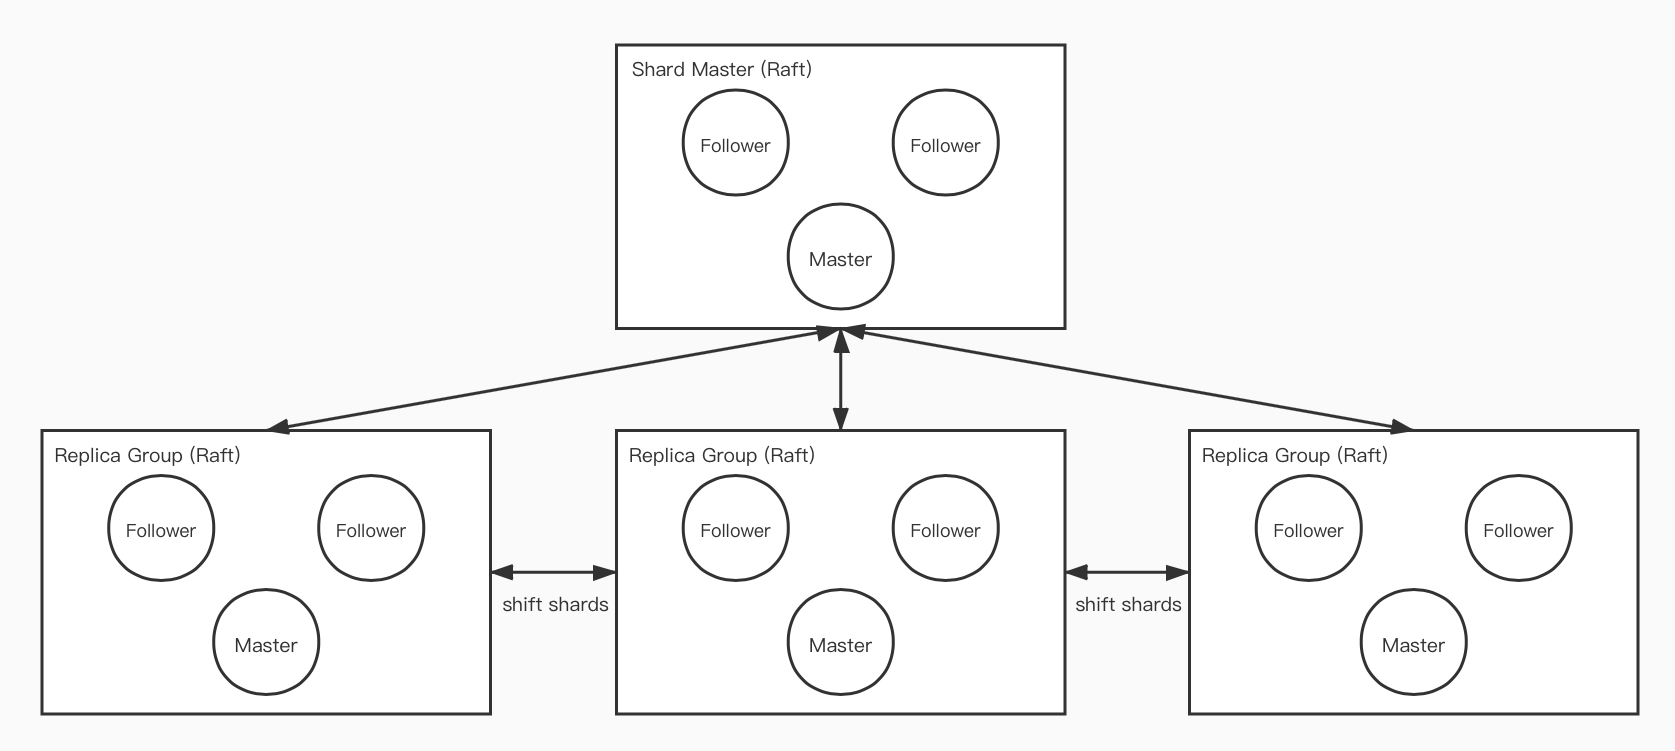 Shard Master (Raft)
Follower
Follower
Master
Replica Group (Raft)
Follower
Follower
Master
shift shards
Replica Group (Raft)
Follower
Follower
Master
shift shards
Replica Group (Raft)
Follower
Follower
Master